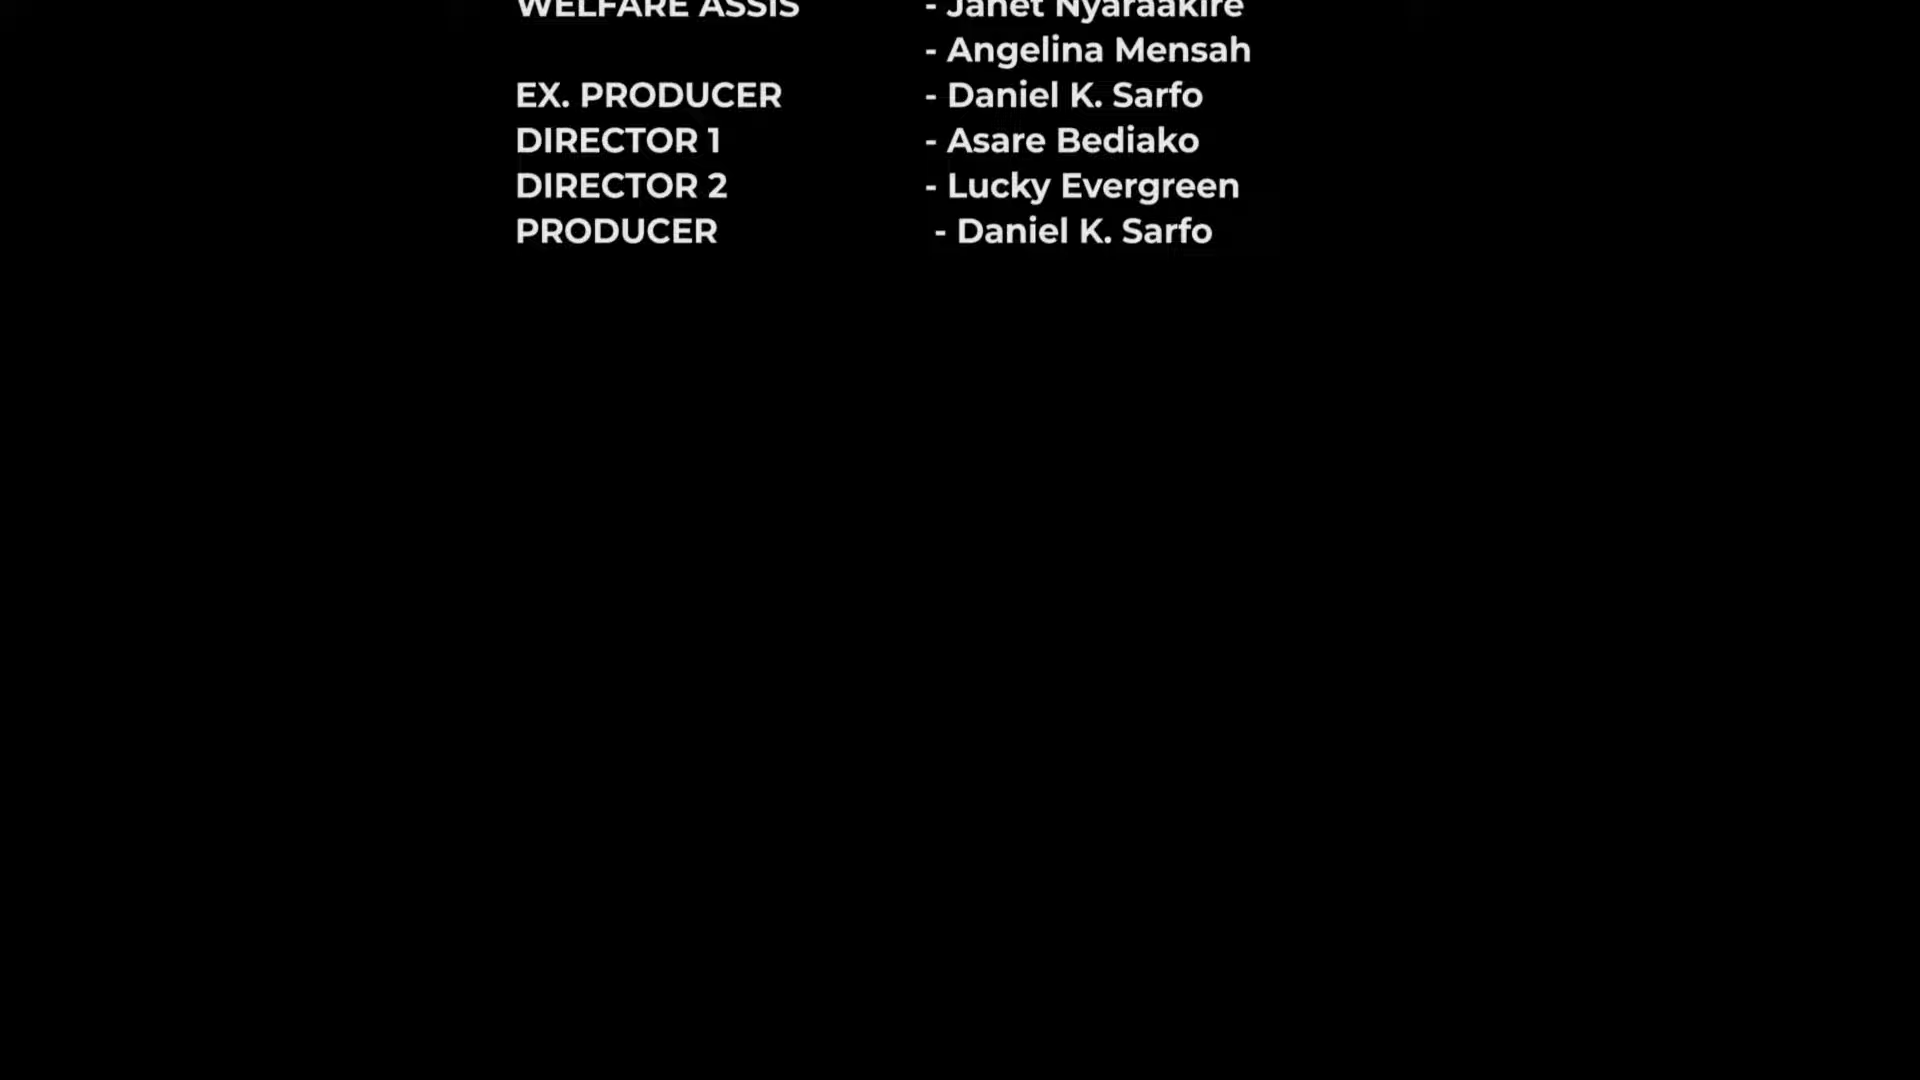 WELFARE ASSIS - Janet Nyaraakire
- Angelina Mensah
EX. PRODUCER - Daniel K. Sarfo
DIRECTOR 1 - Asare Bediako
DIRECTOR 2 - Lucky Evergreen
PRODUCER - Daniel K. Sarfo